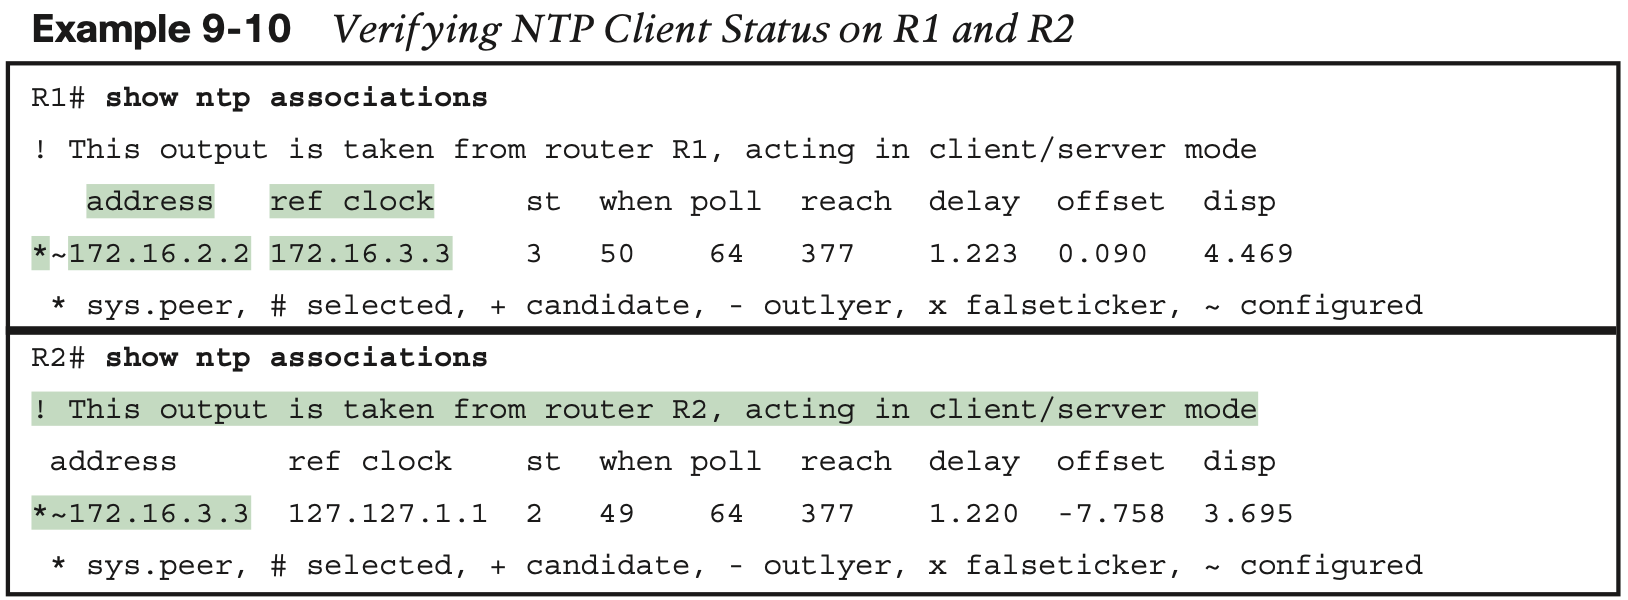 Example 9-10 Verifying NTP Client Status on R1 and R2
R1# show ntp associations
! This output is taken from router R1, acting in client/server mode
address ref clock st when poll reach delay offset disp
*~172.16.2.2 172.16.3.3 3 50 64 377 1.223 0.090 4.469
* sys.peer, # selected, + candidate, - outlyer, x falseticker, ~ configured
R2# show ntp associations
! This output is taken from router R2, acting in client/server mode
address ref clock st when poll reach delay offset disp
*~172.16.3.3 127.127.1.1 2 49 64 377 1.220 -7.758 3.695
* sys.peer, # selected, + candidate, - outlyer, x falseticker, ~ configured